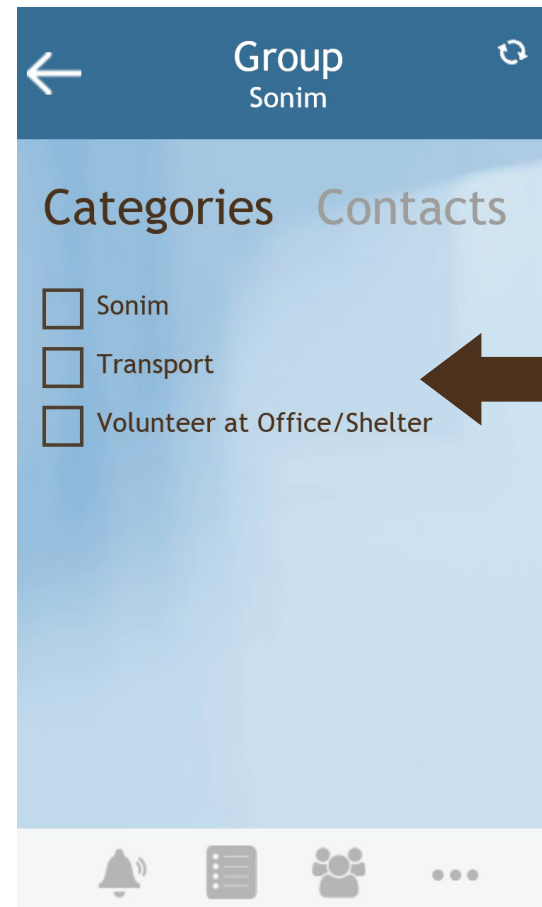 Group
Sonim
Categories Contacts
Sonim
Transport
Volunteer at Office/Shelter